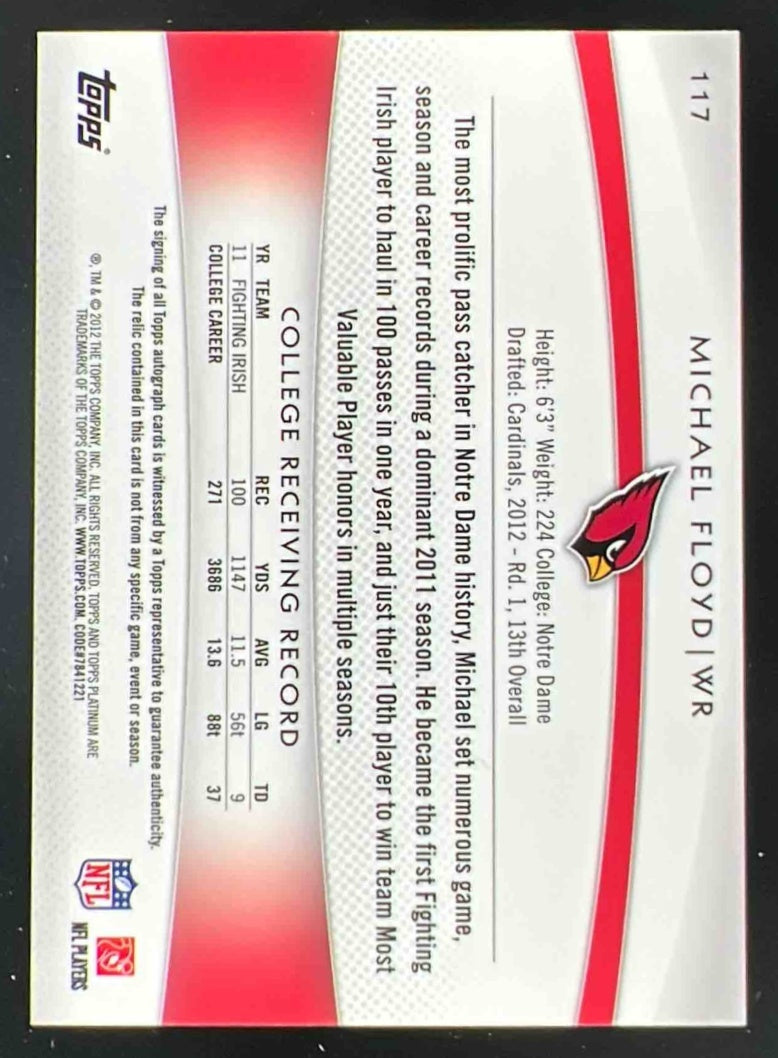 117
MICHAEL FLOYD | WR
Height: 6'3" Weight: 224 College: Notre Dame
Drafted: Cardinals, 2012 – Rd. 1, 13th Overall
The most prolific pass catcher in Notre Dame history, Michael set numerous game,
season and career records during a dominant 2011 season. He became the first Fighting
Irish player to haul in 100 passes in one year, and just their 10th player to win team Most
Valuable Player honors in multiple seasons.
COLLEGE RECEIVING RECORD
YR TEAM REC YDS AVG LG TD
11 FIGHTING IRISH 100 1147 11.5 56t 9
COLLEGE CAREER 271 3686 13.6 88t 37
The signing of all Topps autograph cards is witnessed by a Topps representative to guarantee authenticity.
The relic contained in this card is not from any specific game, event or season.
®, TM & © 2012 THE TOPPS COMPANY, INC. ALL RIGHTS RESERVED. TOPPS AND TOPPS PLATINUM ARE
TRADEMARKS OF THE TOPPS COMPANY, INC. WWW.TOPPS.COM. CODE#7841221
topps®
NFL
NFL PLAYERS